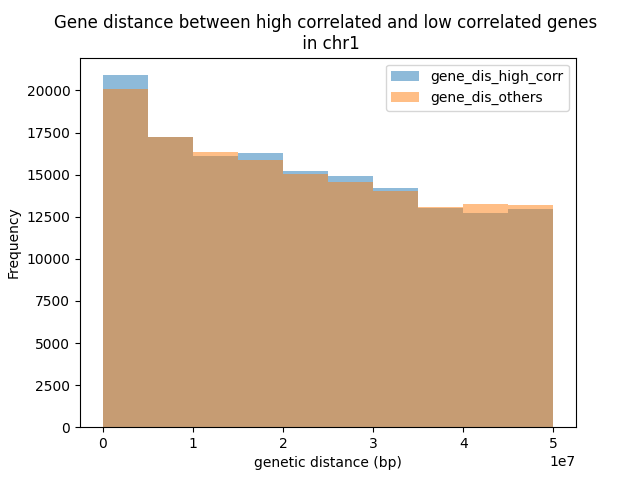 Gene distance between high correlated and low correlated genes
in chr1
gene_dis_high_corr
gene_dis_others
Frequency
20000
17500
15000
12500
10000
7500
5000
2500
0
0 1 2 3 4 5
1e7
genetic distance (bp)